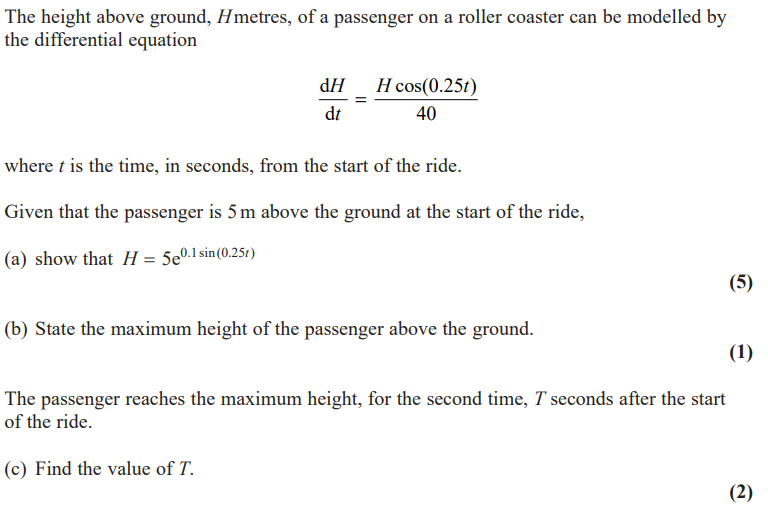 The height above ground, H metres, of a passenger on a roller coaster can be modelled by
the differential equation
dH/dt = H cos(0.25t)/40
where t is the time, in seconds, from the start of the ride.
Given that the passenger is 5 m above the ground at the start of the ride,
(a) show that H = 5e^{0.1 sin(0.25t)}
(5)
(b) State the maximum height of the passenger above the ground.
(1)
The passenger reaches the maximum height, for the second time, T seconds after the start
of the ride.
(c) Find the value of T.
(2)